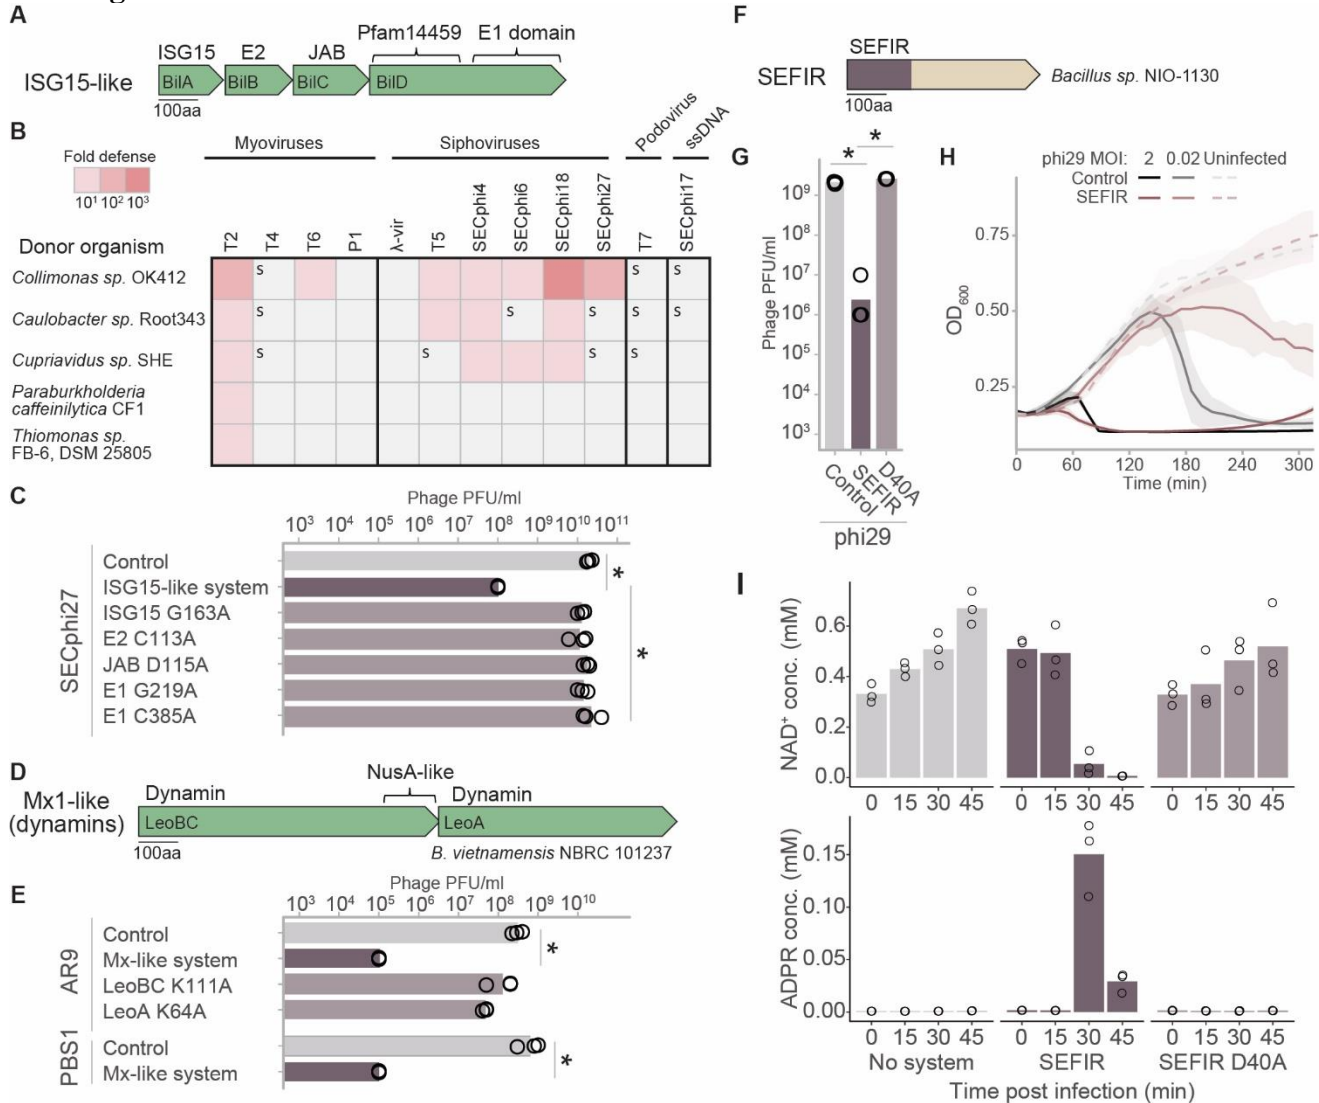 A
ISG15 E2 JAB Pfam14459 E1 domain
ISG15-like BilA BilB BilC BilD
100aa
B
Fold defense
10¹ 10² 10³
Myoviruses Siphoviruses Podovirus ssDNA
Donor organism T2 T4 T6 P1 λ-vir T5 SECphi4 SECphi6 SECphi18 SECphi27 T7 SECphi17
Collimonas sp. OK412 s s s
Caulobacter sp. Root343 s s s s
Cupriavidus sp. SHE s s s s
Paraburkholderia
caffeinilytica CF1
Thiomonas sp.
FB-6, DSM 25805
C
Phage PFU/ml
10³ 10⁴ 10⁵ 10⁶ 10⁷ 10⁸ 10⁹ 10¹⁰ 10¹¹
SECphi27
Control
ISG15-like system
ISG15 G163A
E2 C113A
JAB D115A
E1 G219A
E1 C385A
*
*
D
NusA-like
Mx1-like
(dynamins)
Dynamin Dynamin
LeoBC LeoA
100aa
B. vietnamensis NBRC 101237
E
Phage PFU/ml
10³ 10⁴ 10⁵ 10⁶ 10⁷ 10⁸ 10⁹ 10¹⁰
AR9
Control
Mx-like system
LeoBC K111A
LeoA K64A
*
PBS1
Control
Mx-like system
*
F
SEFIR
SEFIR
100aa
Bacillus sp. NIO-1130
G
* *
Phage PFU/ml
10⁹
10⁸
10⁷
10⁶
10⁵
10⁴
10³
Control SEFIR D40A
phi29
H
phi29 MOI: 2 0.02 Uninfected
Control
SEFIR
OD₆₀₀
0.75
0.50
0.25
0 60 120 180 240 300
Time (min)
I
NAD⁺ conc. (mM)
0.6
0.4
0.2
0.0
0 15 30 45 0 15 30 45 0 15 30 45
ADPR conc. (mM)
0.15
0.10
0.05
0.00
0 15 30 45 0 15 30 45 0 15 30 45
No system SEFIR SEFIR D40A
Time post infection (min)